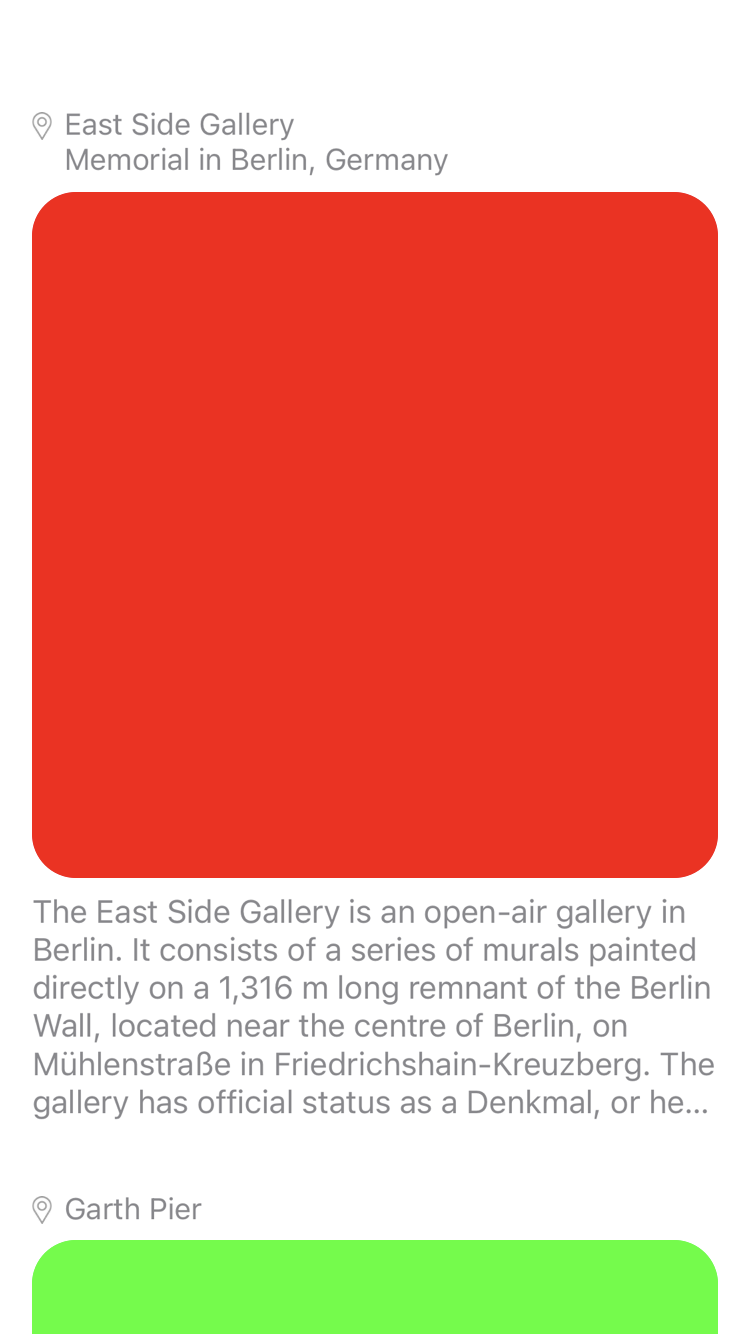 East Side Gallery
Memorial in Berlin, Germany
The East Side Gallery is an open-air gallery in
Berlin. It consists of a series of murals painted
directly on a 1,316 m long remnant of the Berlin
Wall, located near the centre of Berlin, on
Mühlenstraße in Friedrichshain-Kreuzberg. The
gallery has official status as a Denkmal, or he...
Garth Pier